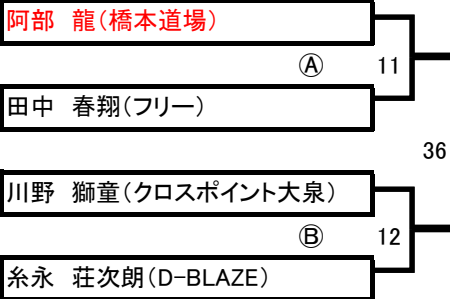 阿部　龍（橋本道場）
Ⓐ 11
田中　春翔（フリー）
36
川野　獅童（クロスポイント大泉）
Ⓑ 12
糸永　荘次朗（D-BLAZE）